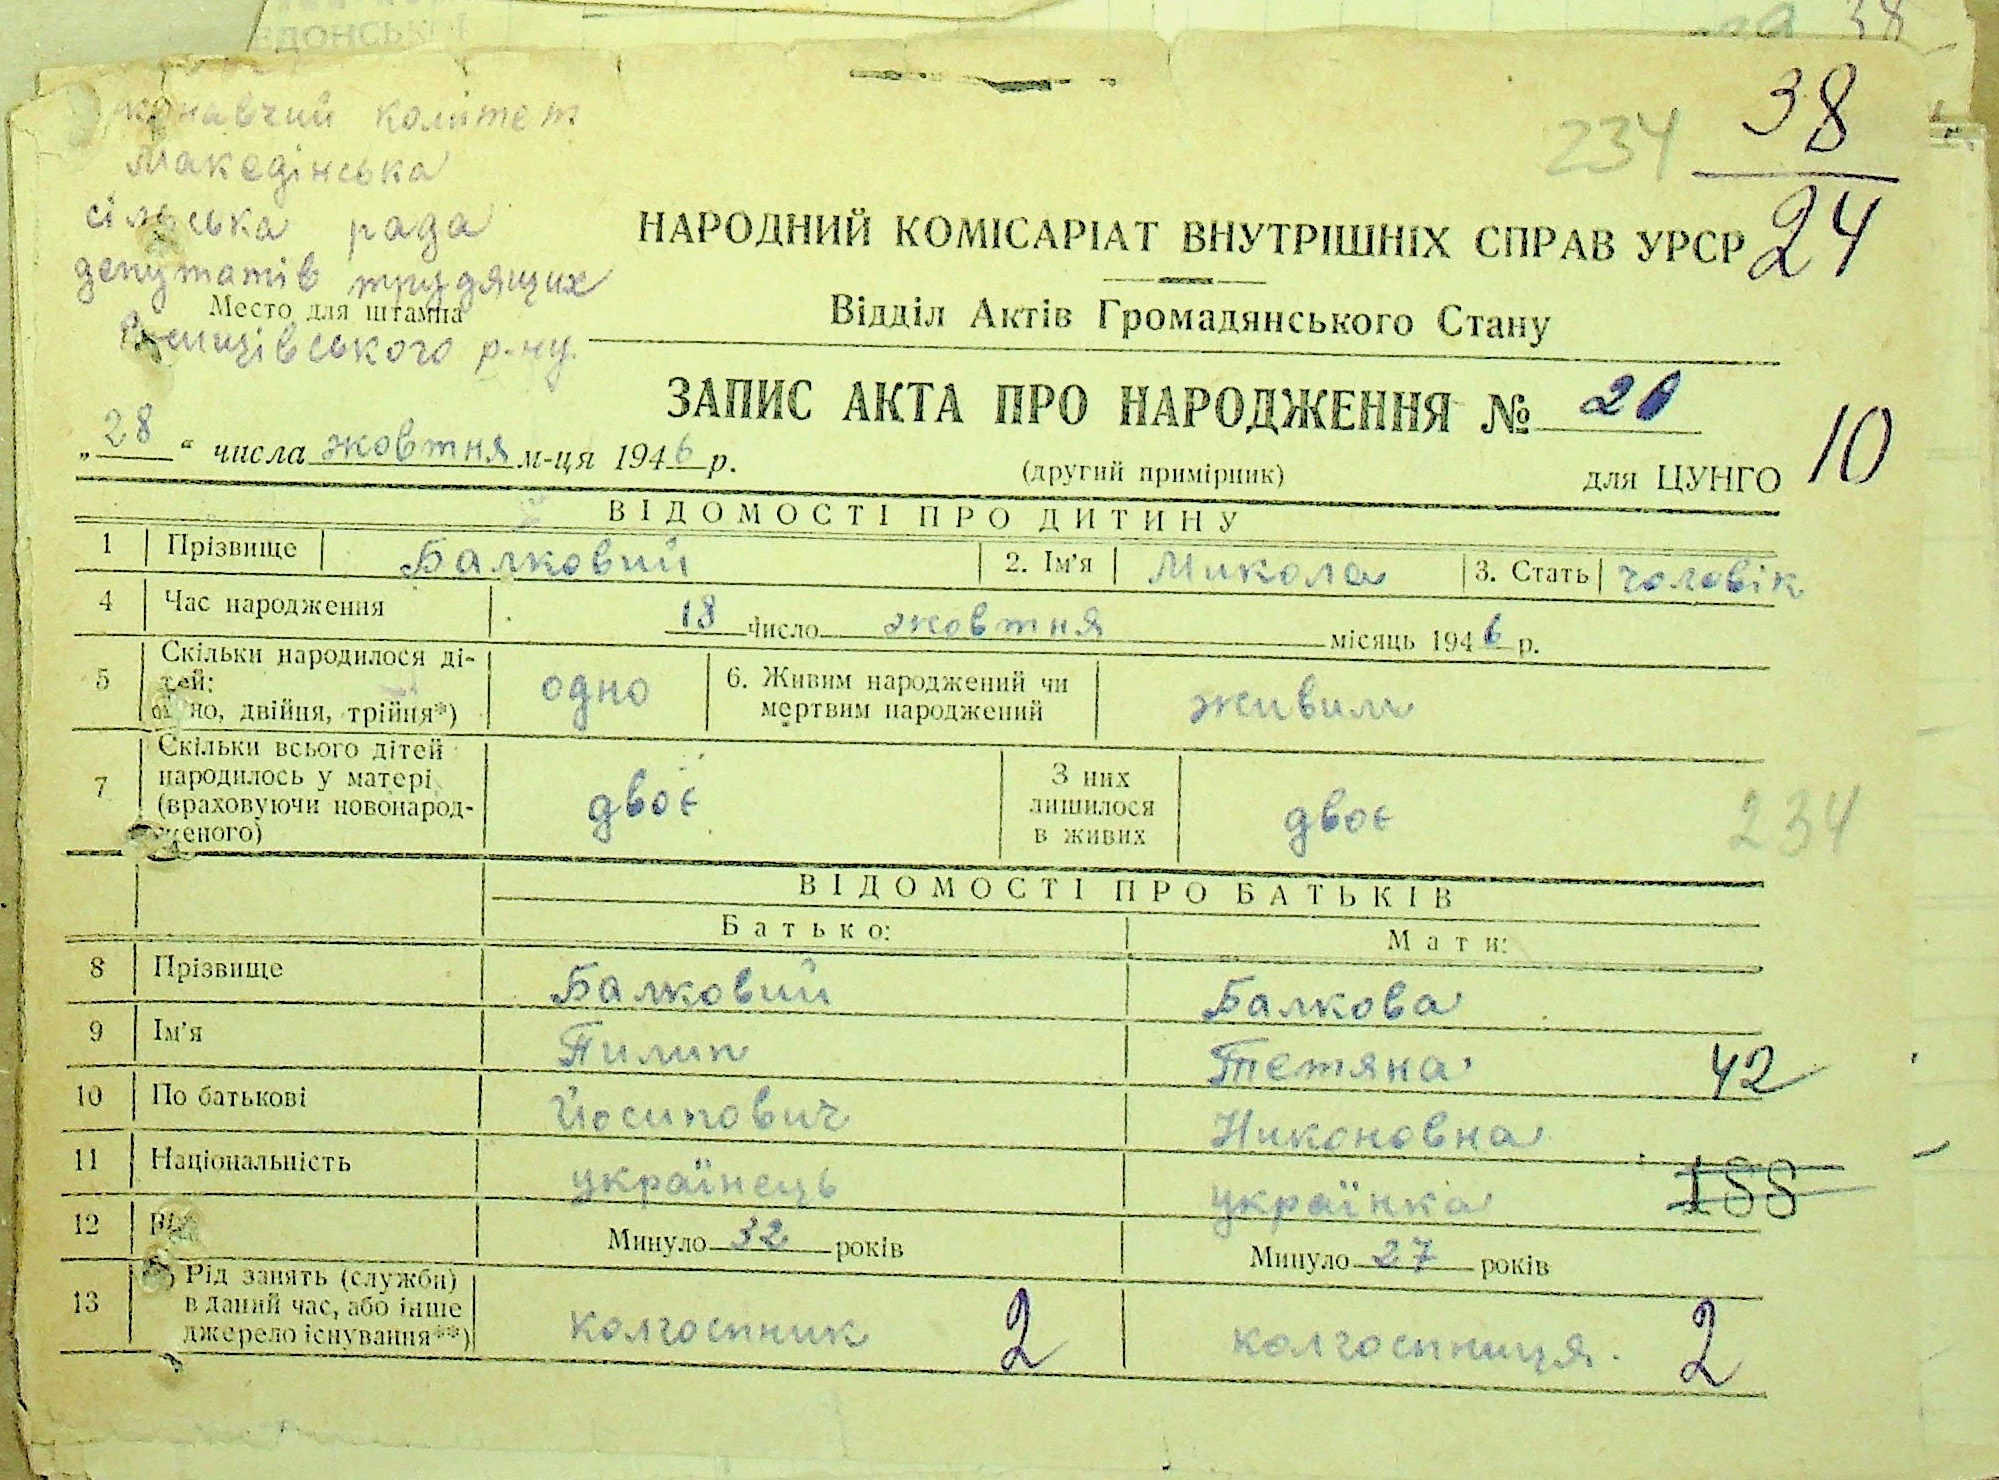 38
234
38
24
комітет
Македінська
сільська рада
депутатів трудящих
Место для штампа
р-ну.
НАРОДНИЙ КОМІСАРІАТ ВНУТРІШНІХ СПРАВ УРСР
Відділ Актів Громадянського Стану
ЗАПИС АКТА ПРО НАРОДЖЕННЯ №
„28“ числа жовтня м-ця 1946 р.
(другий примірник)
для ЦУНГО
10
ВІДОМОСТІ ПРО ДИТИНУ
1 Прізвище Балковий 2. Ім'я Микола 3. Стать чоловік
4 Час народження 18 число жовтня місяць 1946 р.
5 Скільки народилося ді-
тей:
но, двійня, трійня*)
одно
6. Живим народжений чи
мертвим народжений
живим
7 Скільки всього дітей
народилось у матері
(враховуючи новонарод-
женого)
двоє
З них
лишилося
в живих
двоє
234
ВІДОМОСТІ ПРО БАТЬКІВ
Батько: Мати:
8 Прізвище Балковий Балкова
9 Ім'я Пилип Тетяна 42
10 По батькові Йосипович Никоновна
11 Національність українець українка 188
12 Минуло 32 років Минуло 27 років
13 Рід занять (служби)
в даний час, або інше
джерело існування**)
колгоспник 2 колгоспниця. 2